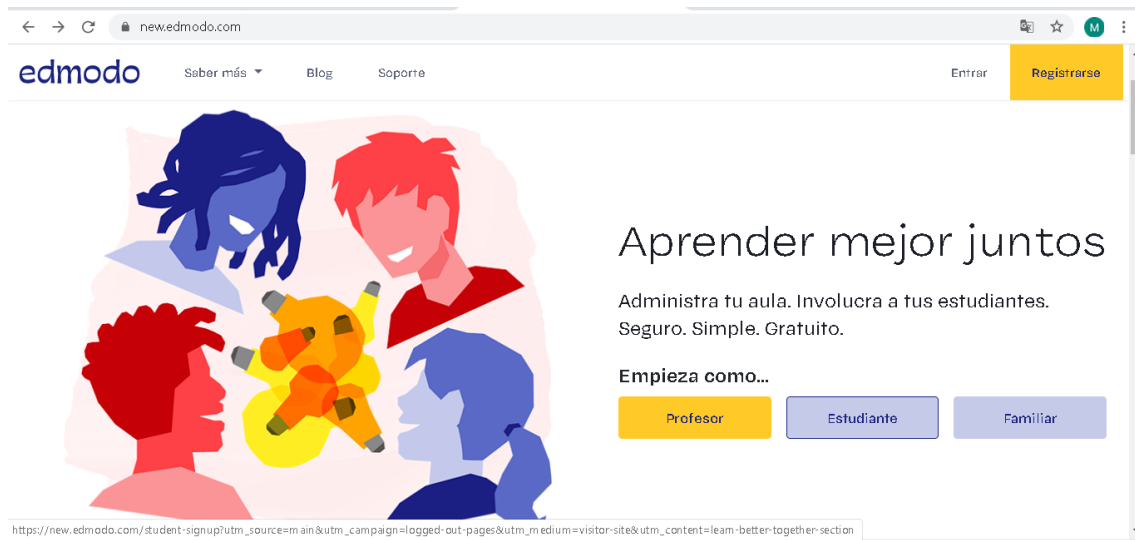 new.edmodo.com
M
edmodo
Saber más
Blog
Soporte
Entrar
Registrarse
Aprender mejor juntos
Administra tu aula. Involucra a tus estudiantes.
Seguro. Simple. Gratuito.
Empieza como...
Profesor
Estudiante
Familiar
https://new.edmodo.com/student-signup?utm_source=main&utm_campaign=logged-out-pages&utm_medium=visitor-site&utm_content=learn-better-together-section